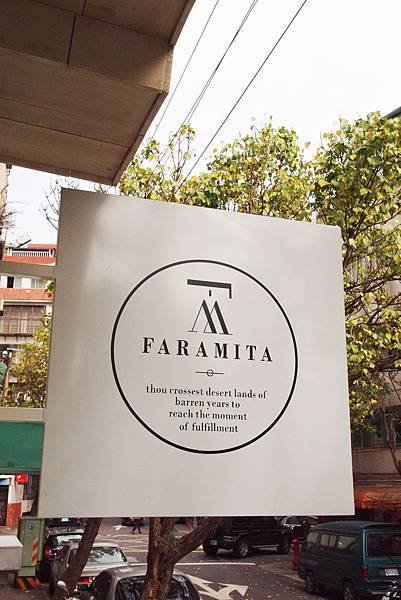 FARAMITA
thou crossest desert lands of
barren years to
reach the moment
of fulfillment